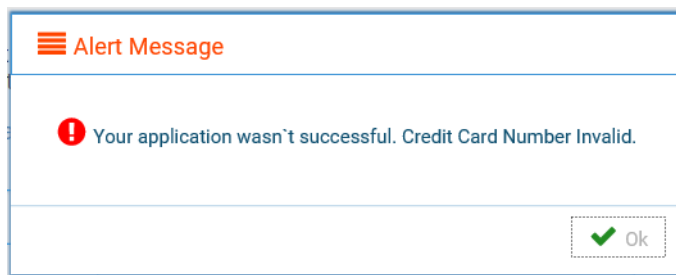 Alert Message
Your application wasn`t successful. Credit Card Number Invalid.
Ok